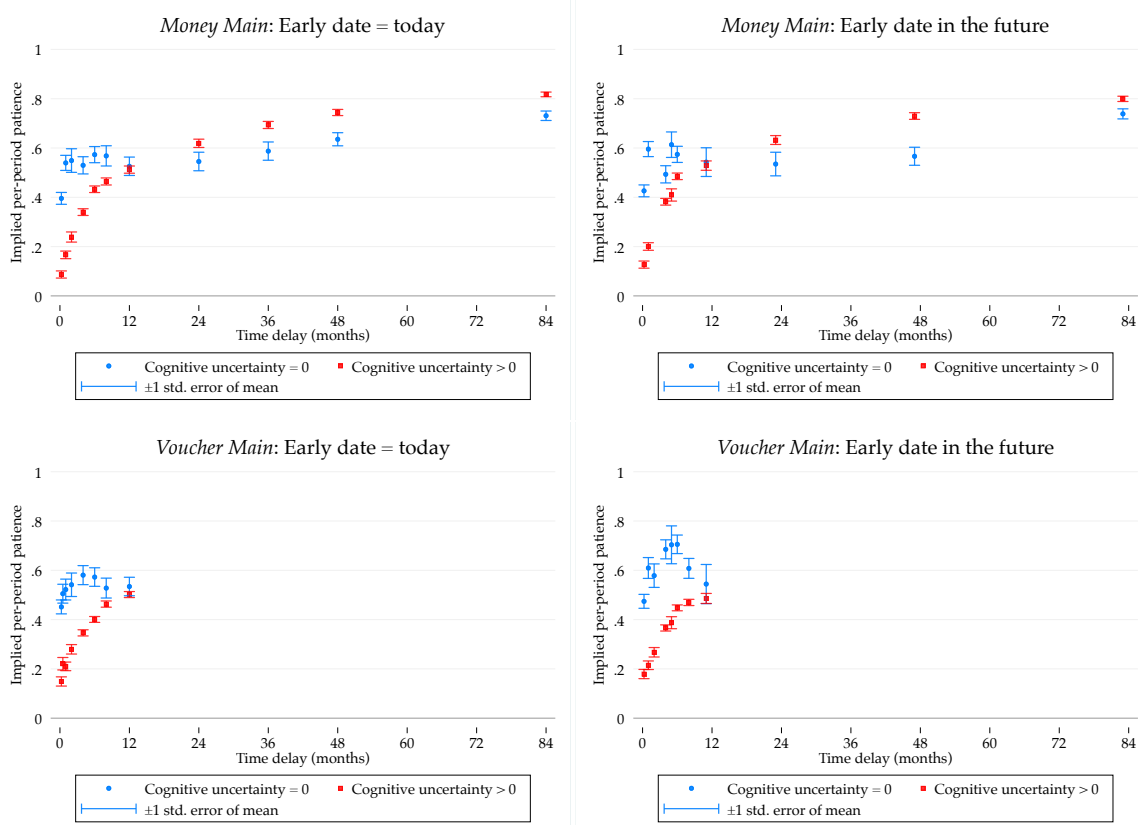 Money Main: Early date = today
Implied per-period patience
1
.8
.6
.4
.2
0
0 12 24 36 48 60 72 84
Time delay (months)
Cognitive uncertainty = 0 Cognitive uncertainty > 0
±1 std. error of mean
Money Main: Early date in the future
Implied per-period patience
1
.8
.6
.4
.2
0
0 12 24 36 48 60 72 84
Time delay (months)
Cognitive uncertainty = 0 Cognitive uncertainty > 0
±1 std. error of mean
Voucher Main: Early date = today
Implied per-period patience
1
.8
.6
.4
.2
0
0 12 24 36 48 60 72 84
Time delay (months)
Cognitive uncertainty = 0 Cognitive uncertainty > 0
±1 std. error of mean
Voucher Main: Early date in the future
Implied per-period patience
1
.8
.6
.4
.2
0
0 12 24 36 48 60 72 84
Time delay (months)
Cognitive uncertainty = 0 Cognitive uncertainty > 0
±1 std. error of mean